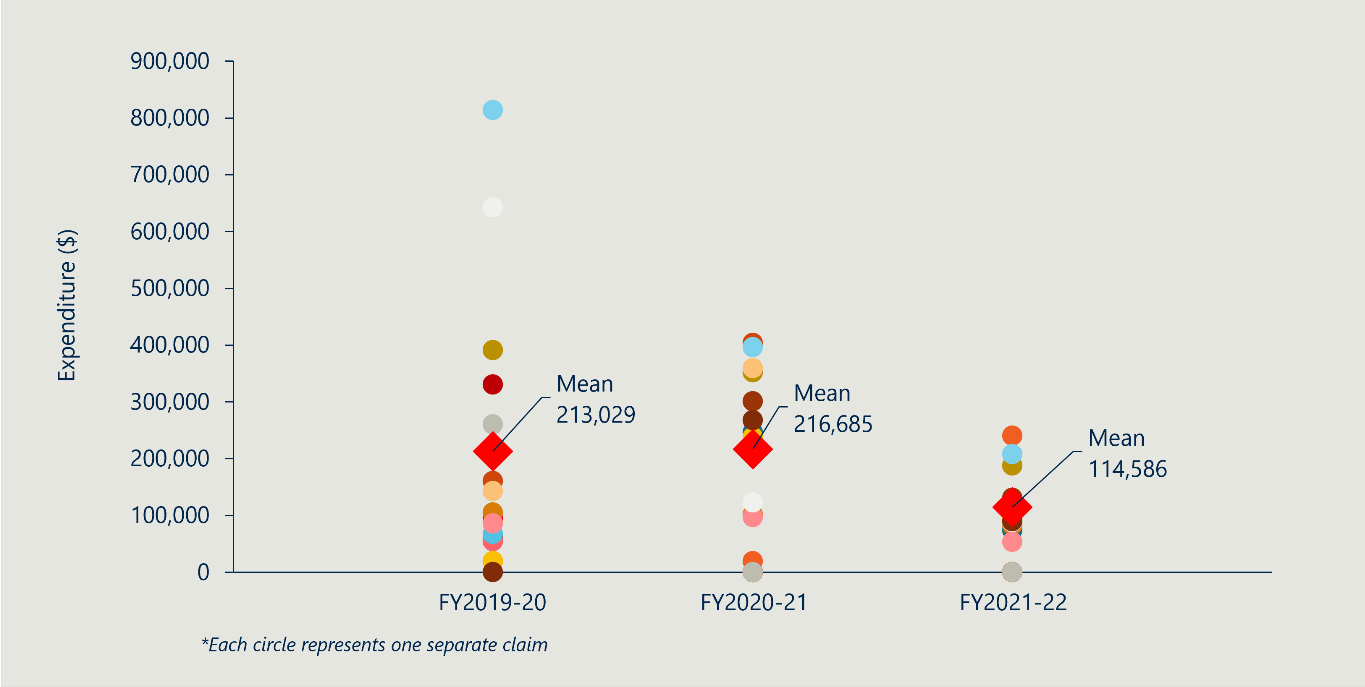 900,000
800,000
700,000
600,000
500,000
400,000
300,000
200,000
100,000
0
Expenditure ($)
Mean
213,029
Mean
216,685
Mean
114,586
FY2019-20
FY2020-21
FY2021-22
*Each circle represents one separate claim